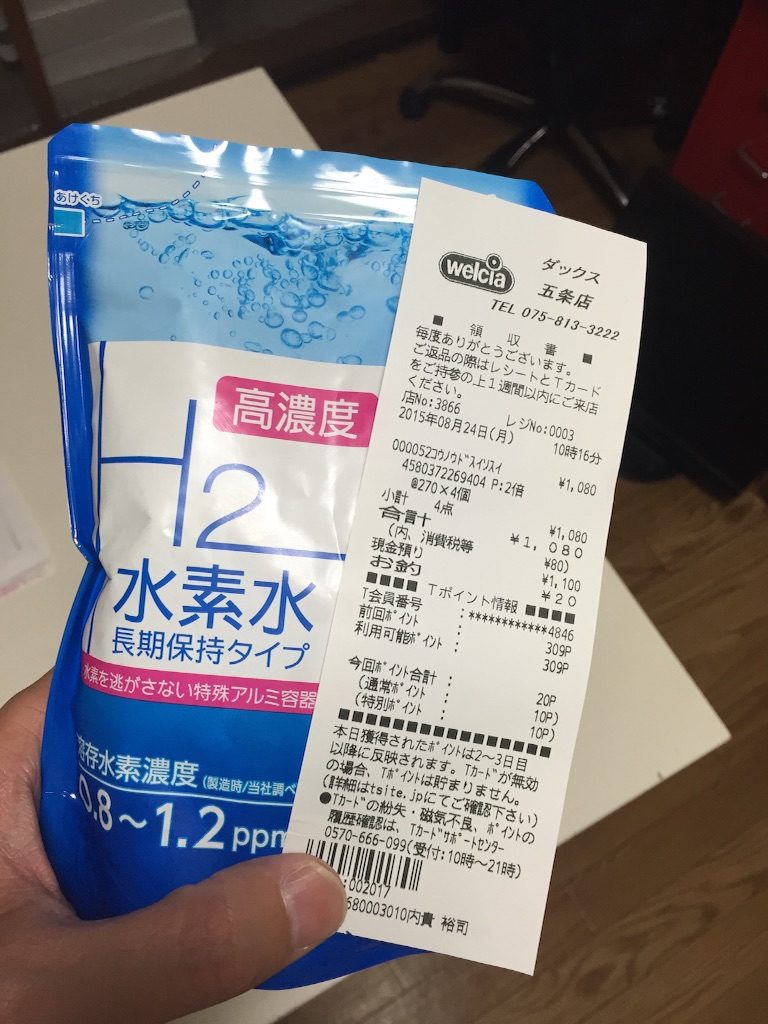 あけぐち
高濃度
H2
水素水
長期保持タイプ
水素を逃がさない特殊アルミ容器
存水素濃度 (製造時/当社調べ
0.8～1.2ppm
welcia
ダックス
五条店
TEL 075-813-3222
■ 領 収 書 ■
毎度ありがとうございます。
ご返品の際はレシートとTカード
をご持参の上1週間以内にご来店
ください。
店No:3866 レジNo:0003
2015年08月24日(月) 10時16分
000052ｺｳﾉｳﾄﾞｽｲｿｽｲ ¥1,080
4580372269404 P:2倍
@270×4個
小計 4点 ¥1,080
合計 ¥1,080
(内、消費税等 ¥80)
現金預り ¥1,100
お釣 ¥20
■■■■ Tポイント情報 ■■■■
T会員番号 :************4846
前回ﾎﾟｲﾝﾄ : 309P
利用可能ﾎﾟｲﾝﾄ : 309P
今回ﾎﾟｲﾝﾄ合計 : 20P
(通常ﾎﾟｲﾝﾄ : 10P)
(特別ﾎﾟｲﾝﾄ : 10P)
本日獲得されたﾎﾟｲﾝﾄは2～3日目
以降に反映されます。Tｶｰﾄﾞが無効
の場合、Tﾎﾟｲﾝﾄは貯まりません。
(詳細はtsite.jpにてご確認下さい)
●Tｶｰﾄﾞの紛失・磁気不良、ﾎﾟｲﾝﾄの
履歴確認は、Tｶｰﾄﾞｻﾎﾟｰﾄｾﾝﾀｰ
0570-666-099(受付:10時～21時)
:002017
680003010内貴 裕司